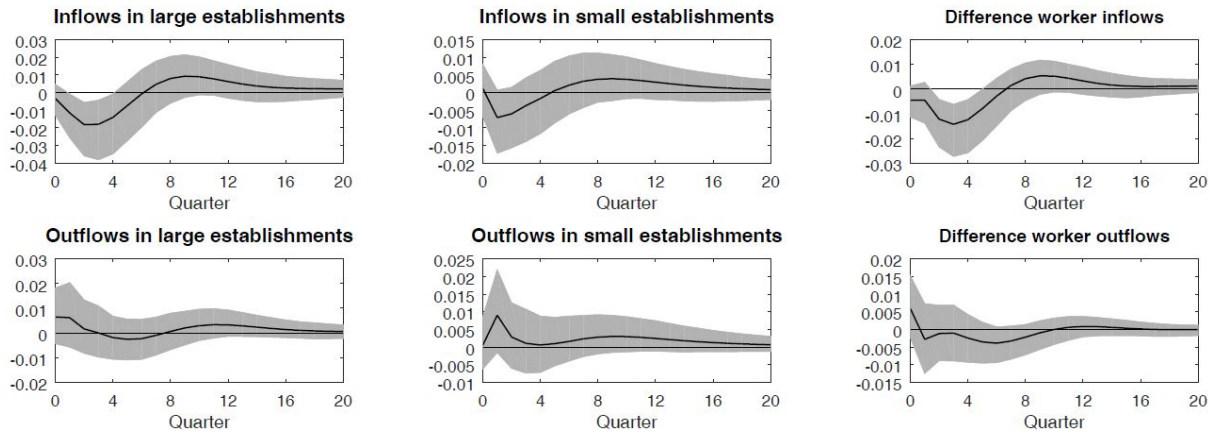 Inflows in large establishments
0.03
0.02
0.01
0
-0.01
-0.02
-0.03
-0.04
0 4 8 12 16 20
Quarter
Inflows in small establishments
0.015
0.01
0.005
0
-0.005
-0.01
-0.015
-0.02
0 4 8 12 16 20
Quarter
Difference worker inflows
0.02
0.01
0
-0.01
-0.02
-0.03
0 4 8 12 16 20
Quarter
Outflows in large establishments
0.03
0.02
0.01
0
-0.01
-0.02
0 4 8 12 16 20
Quarter
Outflows in small establishments
0.025
0.02
0.015
0.01
0.005
0
-0.005
-0.01
0 4 8 12 16 20
Quarter
Difference worker outflows
0.02
0.015
0.01
0.005
0
-0.005
-0.01
-0.015
0 4 8 12 16 20
Quarter